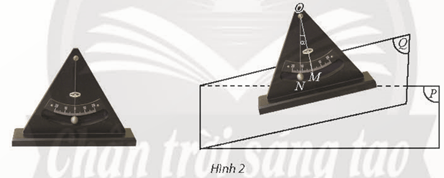 O
α
Q
M
N
P
Chân trời sáng tạo
Hình 2